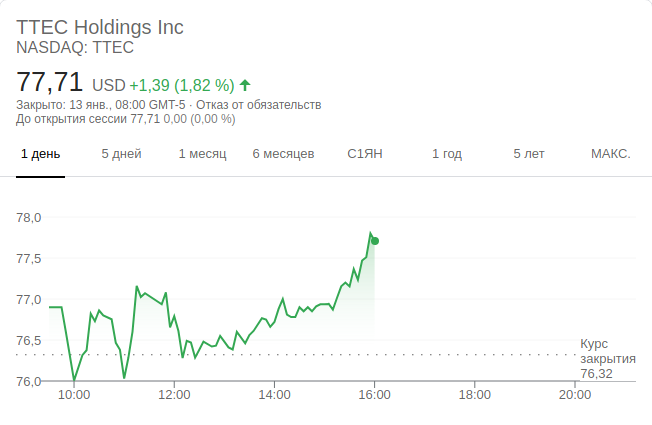 TTEC Holdings Inc
NASDAQ: TTEC
77,71 USD +1,39 (1,82 %)
Закрыто: 13 янв., 08:00 GMT-5 · Отказ от обязательств
До открытия сессии 77,71 0,00 (0,00 %)
1 день 5 дней 1 месяц 6 месяцев С1ЯН 1 год 5 лет МАКС.
78,0
77,5
77,0
76,5
76,0
Курс
закрытия
76,32
10:00 12:00 14:00 16:00 18:00 20:00